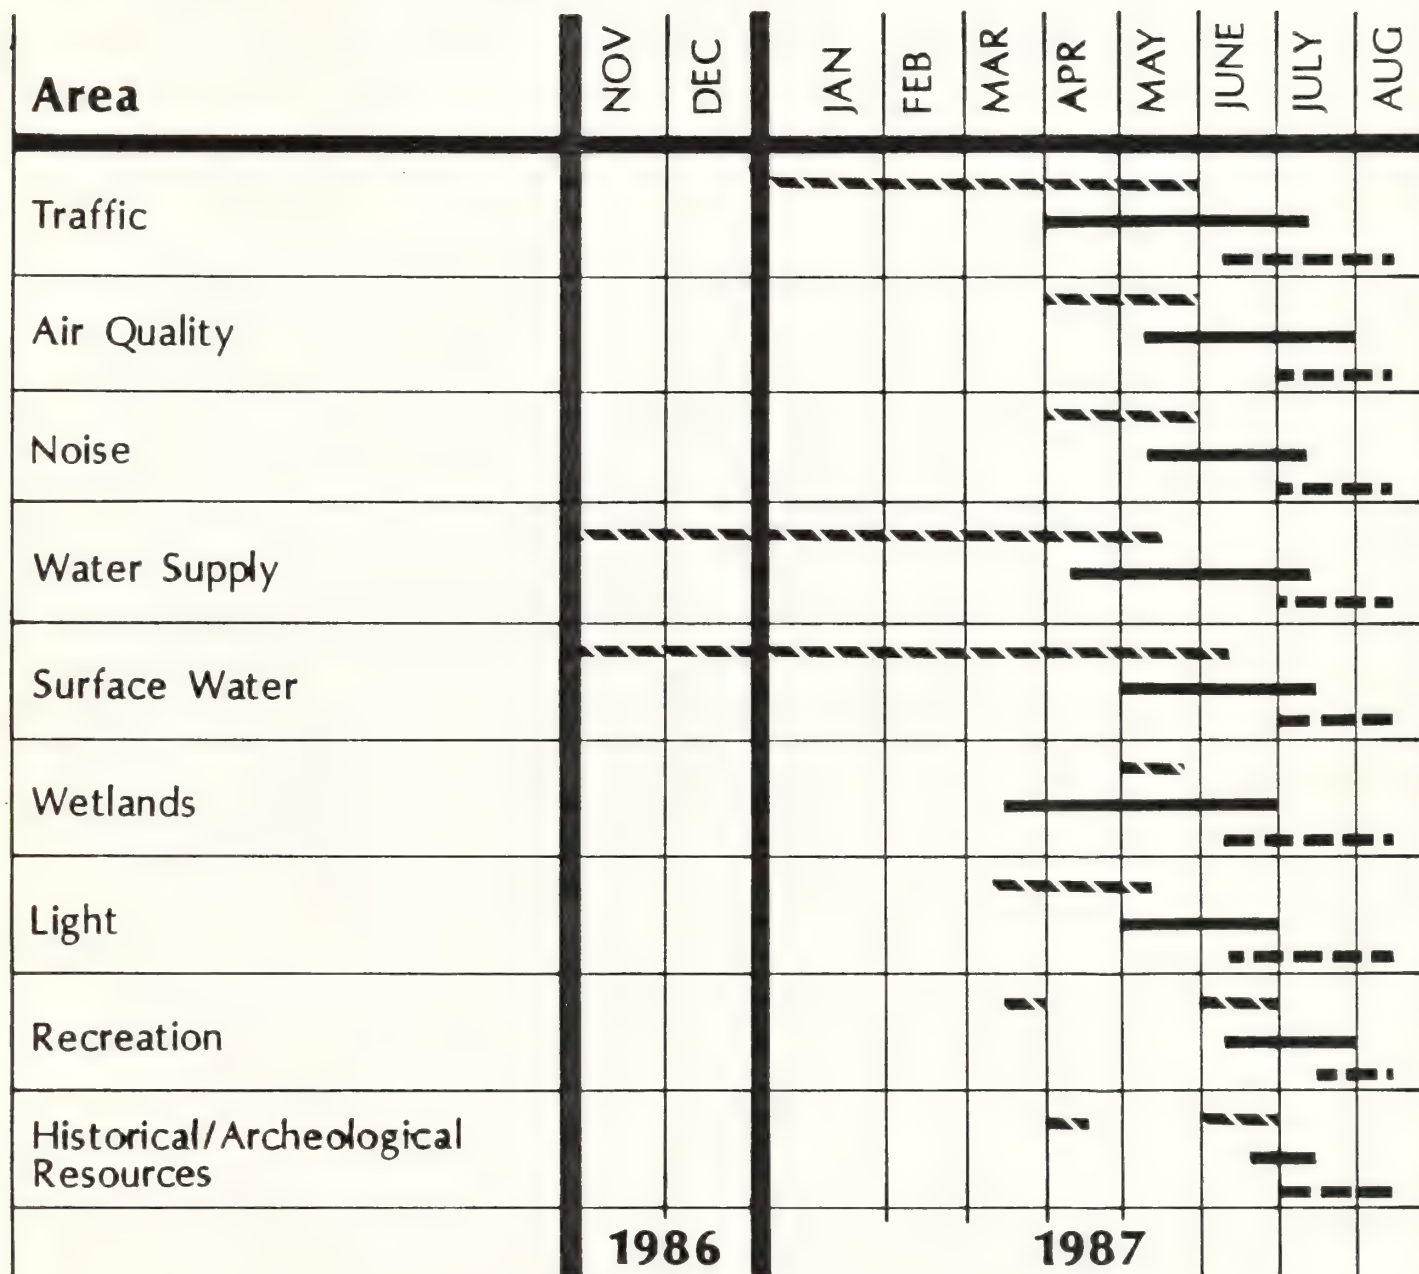 Area
NOV
DEC
JAN
FEB
MAR
APR
MAY
JUNE
JULY
AUG
Traffic
Air Quality
Noise
Water Supply
Surface Water
Wetlands
Light
Recreation
Historical/Archeological
Resources
1986
1987